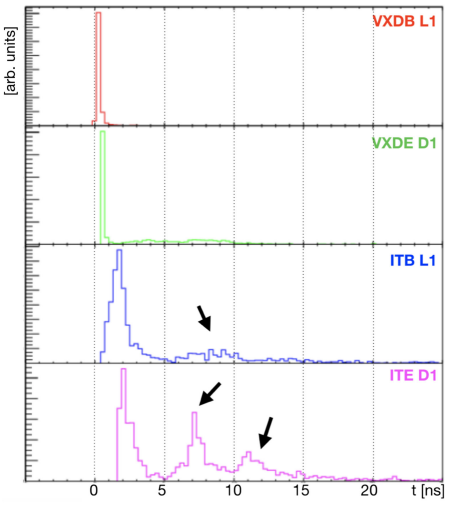 [arb. units]
VXDB L1
VXDE D1
ITB L1
ITE D1
0 5 10 15 20 t [ns]